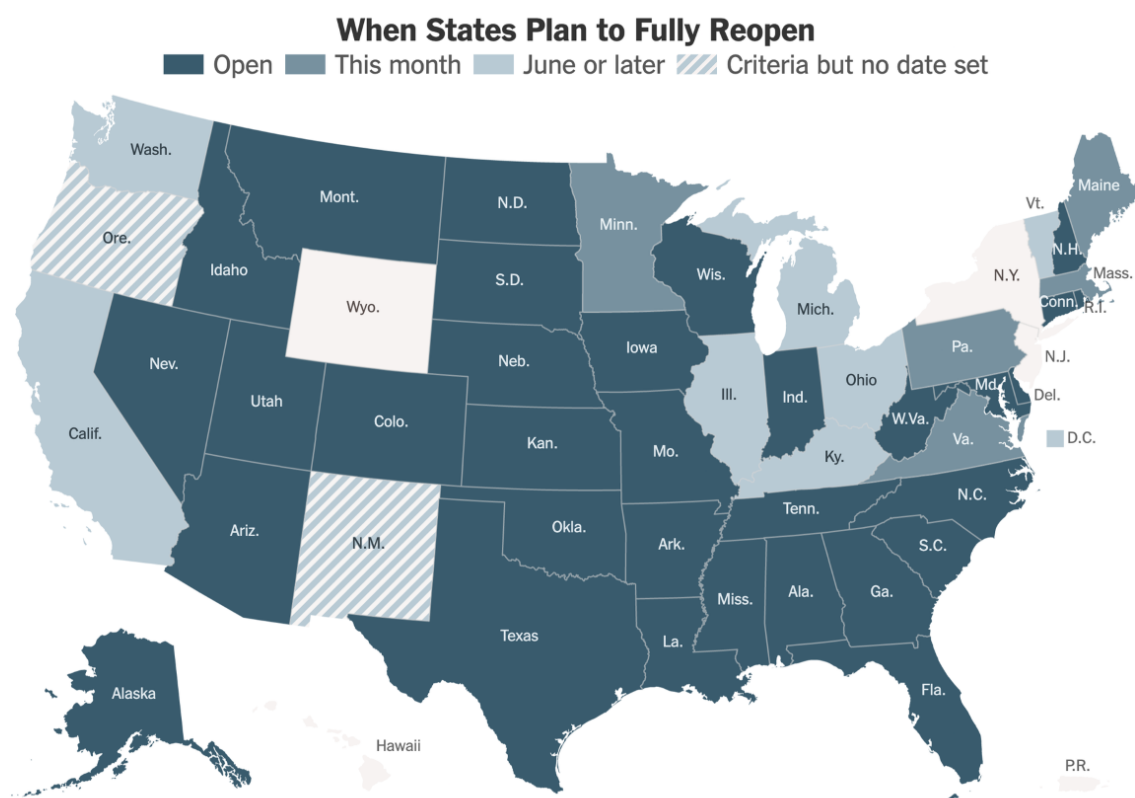 When States Plan to Fully Reopen
Open This month June or later Criteria but no date set
Wash.
Mont.
N.D.
Minn.
Maine
Vt.
Ore.
Idaho
S.D.
Wis.
N.H.
N.Y.
Mass.
Wyo.
Mich.
Conn.
R.I.
Nev.
Neb.
Iowa
Pa.
N.J.
Utah
Colo.
Ill.
Ind.
Ohio
Md.
Del.
Calif.
Kan.
Mo.
W.Va.
Va.
D.C.
Ky.
Ariz.
N.M.
Okla.
Ark.
Tenn.
N.C.
S.C.
Texas
La.
Miss.
Ala.
Ga.
Alaska
Fla.
Hawaii
P.R.